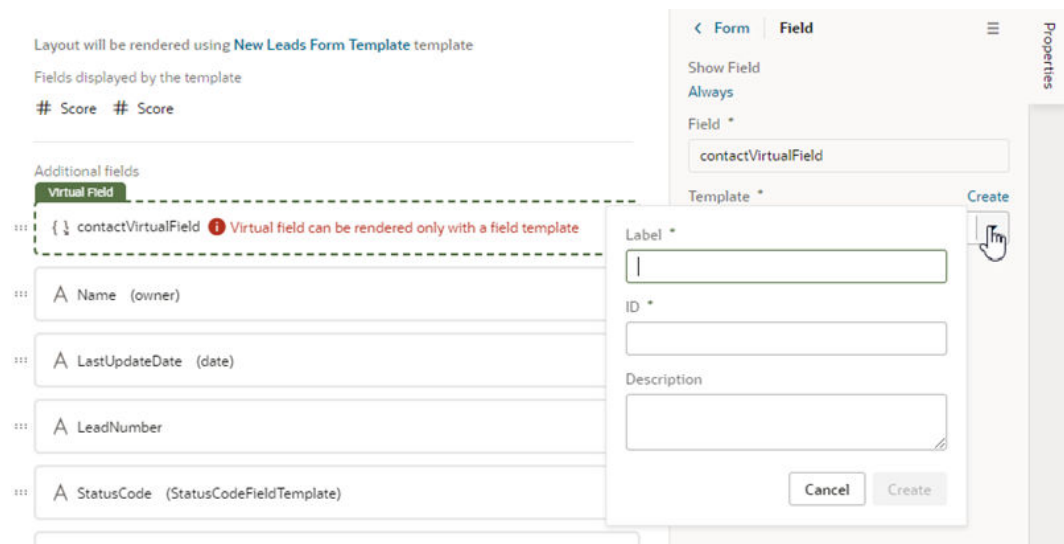 Layout will be rendered using New Leads Form Template template
Fields displayed by the template
# Score # Score
Additional fields
Virtual Field
{ } contactVirtualField Virtual field can be rendered only with a field template
A Name (owner)
A LastUpdateDate (date)
A LeadNumber
A StatusCode (StatusCodeFieldTemplate)
< Form Field
Show Field
Always
Field *
contactVirtualField
Template * Create
Label *
ID *
Description
Cancel Create
Properties